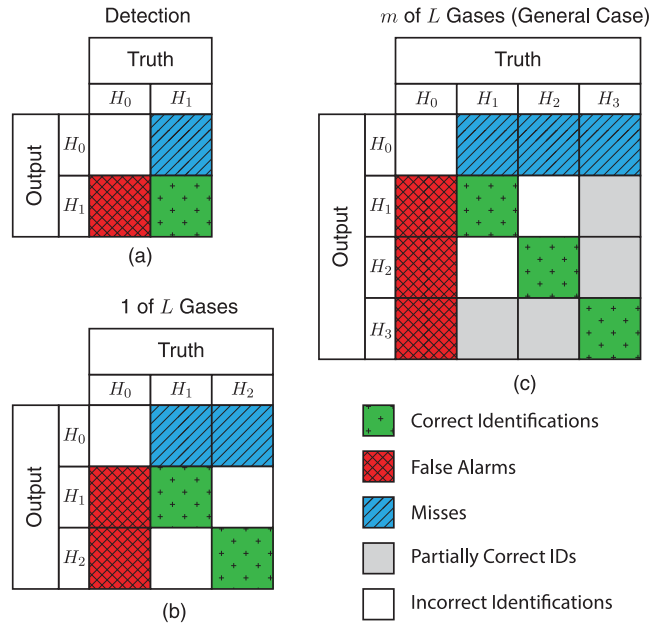 Detection
Truth
H₀ H₁
Output
H₀
H₁
(a)
1 of L Gases
Truth
H₀ H₁ H₂
Output
H₀
H₁
H₂
(b)
m of L Gases (General Case)
Truth
H₀ H₁ H₂ H₃
Output
H₀
H₁
H₂
H₃
(c)
Correct Identifications
False Alarms
Misses
Partially Correct IDs
Incorrect Identifications